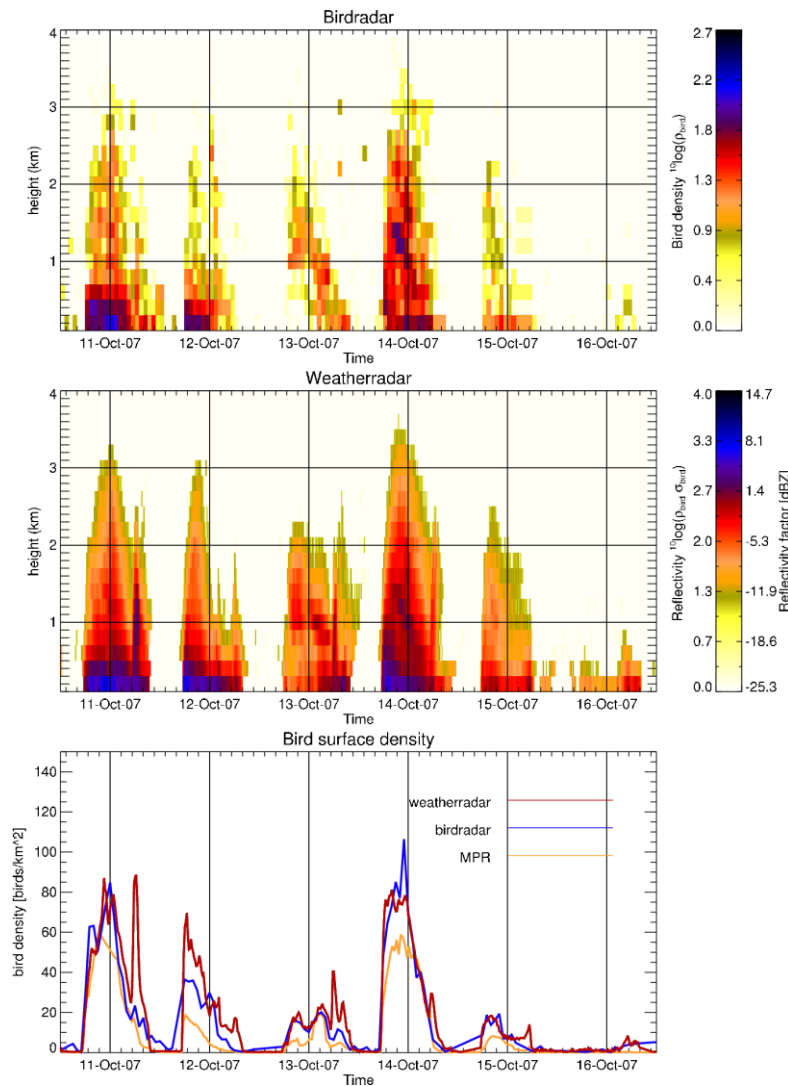 Birdradar
4
3
2
1
height (km)
11-Oct-07 12-Oct-07 13-Oct-07 14-Oct-07 15-Oct-07 16-Oct-07
Time
2.7
2.2
1.8
1.3
0.9
0.4
0.0
Bird density ¹⁰log(ρbird)
Weatherradar
4
3
2
1
height (km)
11-Oct-07 12-Oct-07 13-Oct-07 14-Oct-07 15-Oct-07 16-Oct-07
Time
4.0 14.7
3.3 8.1
2.7 1.4
2.0 -5.3
1.3 -11.9
0.7 -18.6
0.0 -25.3
Reflectivity ¹⁰log(ρbird σbird)
Reflectivity factor [dBZ]
Bird surface density
140
120
100
80
60
40
20
0
bird density [birds/km^2]
weatherradar
birdradar
MPR
11-Oct-07 12-Oct-07 13-Oct-07 14-Oct-07 15-Oct-07 16-Oct-07
Time